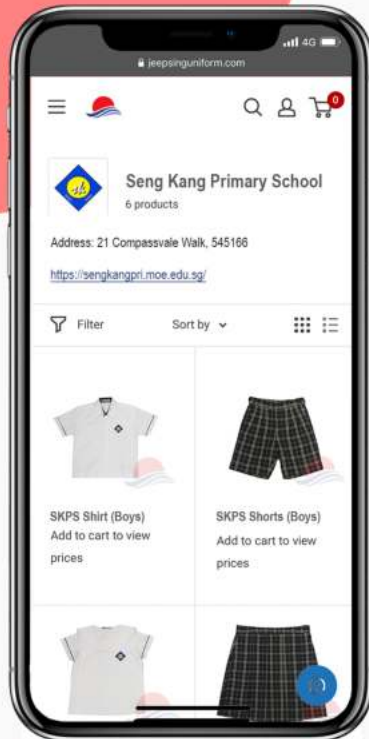 4G
jeepsinguniform.com
0
Seng Kang Primary School
6 products
Address: 21 Compassvale Walk, 545166
https://sengkangpri.moe.edu.sg/
Filter
Sort by
SKPS Shirt (Boys)
Add to cart to view
prices
SKPS Shorts (Boys)
Add to cart to view
prices